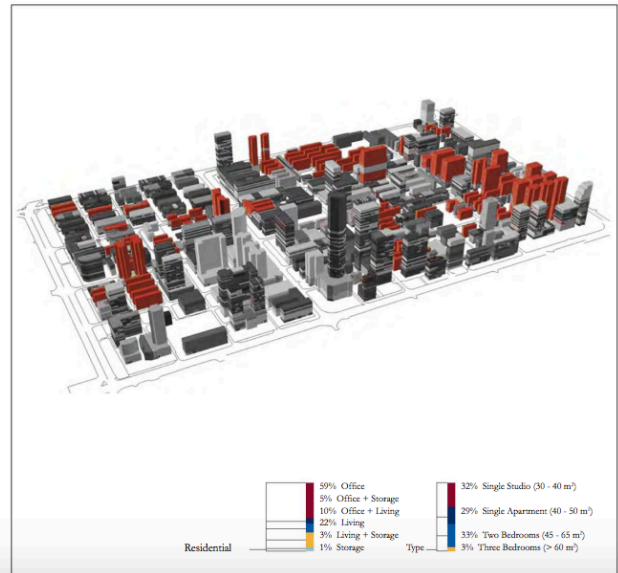 59% Office
5% Office + Storage
10% Office + Living
22% Living
3% Living + Storage
1% Storage
Residential
32% Single Studio (30 - 40 m²)
29% Single Apartment (40 - 50 m²)
33% Two Bedrooms (45 - 65 m²)
3% Three Bedrooms (> 60 m²)
Type